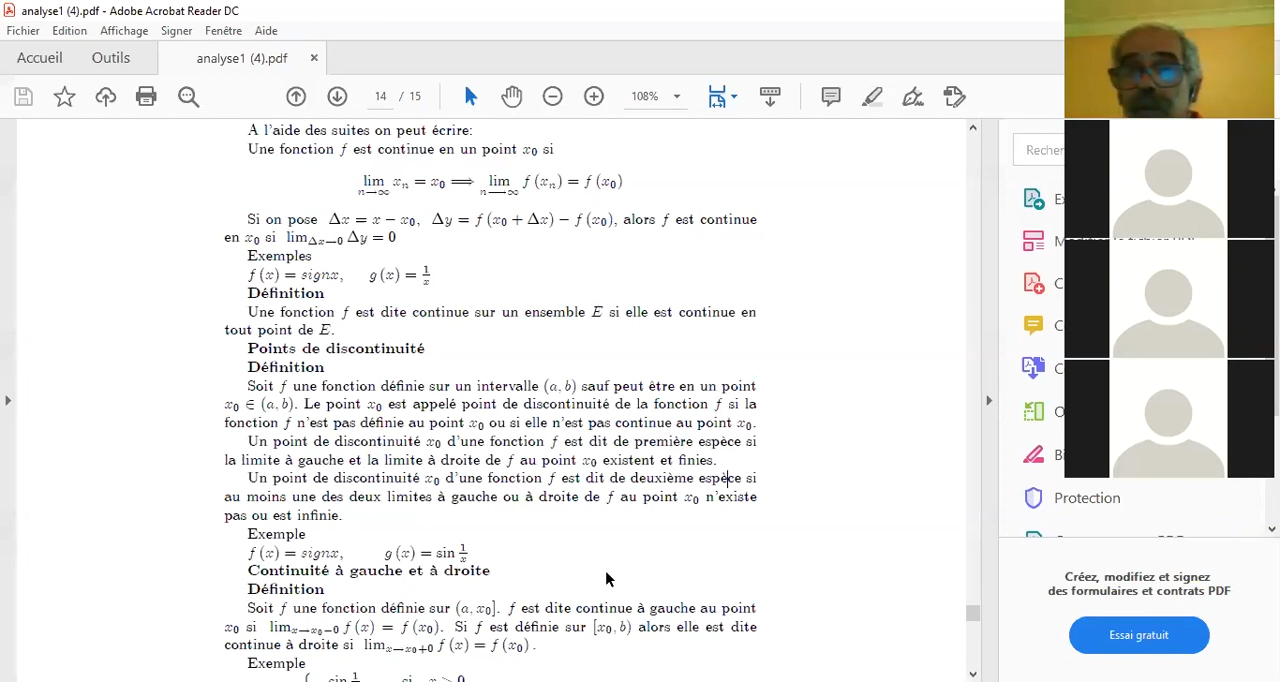 analyse1 (4).pdf - Adobe Acrobat Reader DC
Fichier Edition Affichage Signer Fenêtre Aide
Accueil Outils analyse1 (4).pdf ×
14 / 15 108%
A l'aide des suites on peut écrire:
Une fonction f est continue en un point x₀ si
lim n→∞ xₙ = x₀ ⟹ lim n→∞ f (xₙ) = f (x₀)
Si on pose Δx = x − x₀, Δy = f (x₀ + Δx) − f (x₀), alors f est continue
en x₀ si lim Δx→0 Δy = 0
Exemples
f (x) = signx, g (x) = 1/x
Définition
Une fonction f est dite continue sur un ensemble E si elle est continue en
tout point de E.
Points de discontinuité
Définition
Soit f une fonction définie sur un intervalle (a, b) sauf peut être en un point
x₀ ∈ (a, b). Le point x₀ est appelé point de discontinuité de la fonction f si la
fonction f n'est pas définie au point x₀ ou si elle n'est pas continue au point x₀.
Un point de discontinuité x₀ d'une fonction f est dit de première espèce si
la limite à gauche et la limite à droite de f au point x₀ existent et finies.
Un point de discontinuité x₀ d'une fonction f est dit de deuxième espèce si
au moins une des deux limites à gauche ou à droite de f au point x₀ n'existe
pas ou est infinie.
Exemple
f (x) = signx, g (x) = sin 1/x
Continuité à gauche et à droite
Définition
Soit f une fonction définie sur (a, x₀]. f est dite continue à gauche au point
x₀ si lim x→x₀−0 f (x) = f (x₀). Si f est définie sur [x₀, b) alors elle est dite
continue à droite si lim x→x₀+0 f (x) = f (x₀) .
Exemple
sin 1/x si x > 0
Recher
Protection
Créez, modifiez et signez
des formulaires et contrats PDF
Essai gratuit